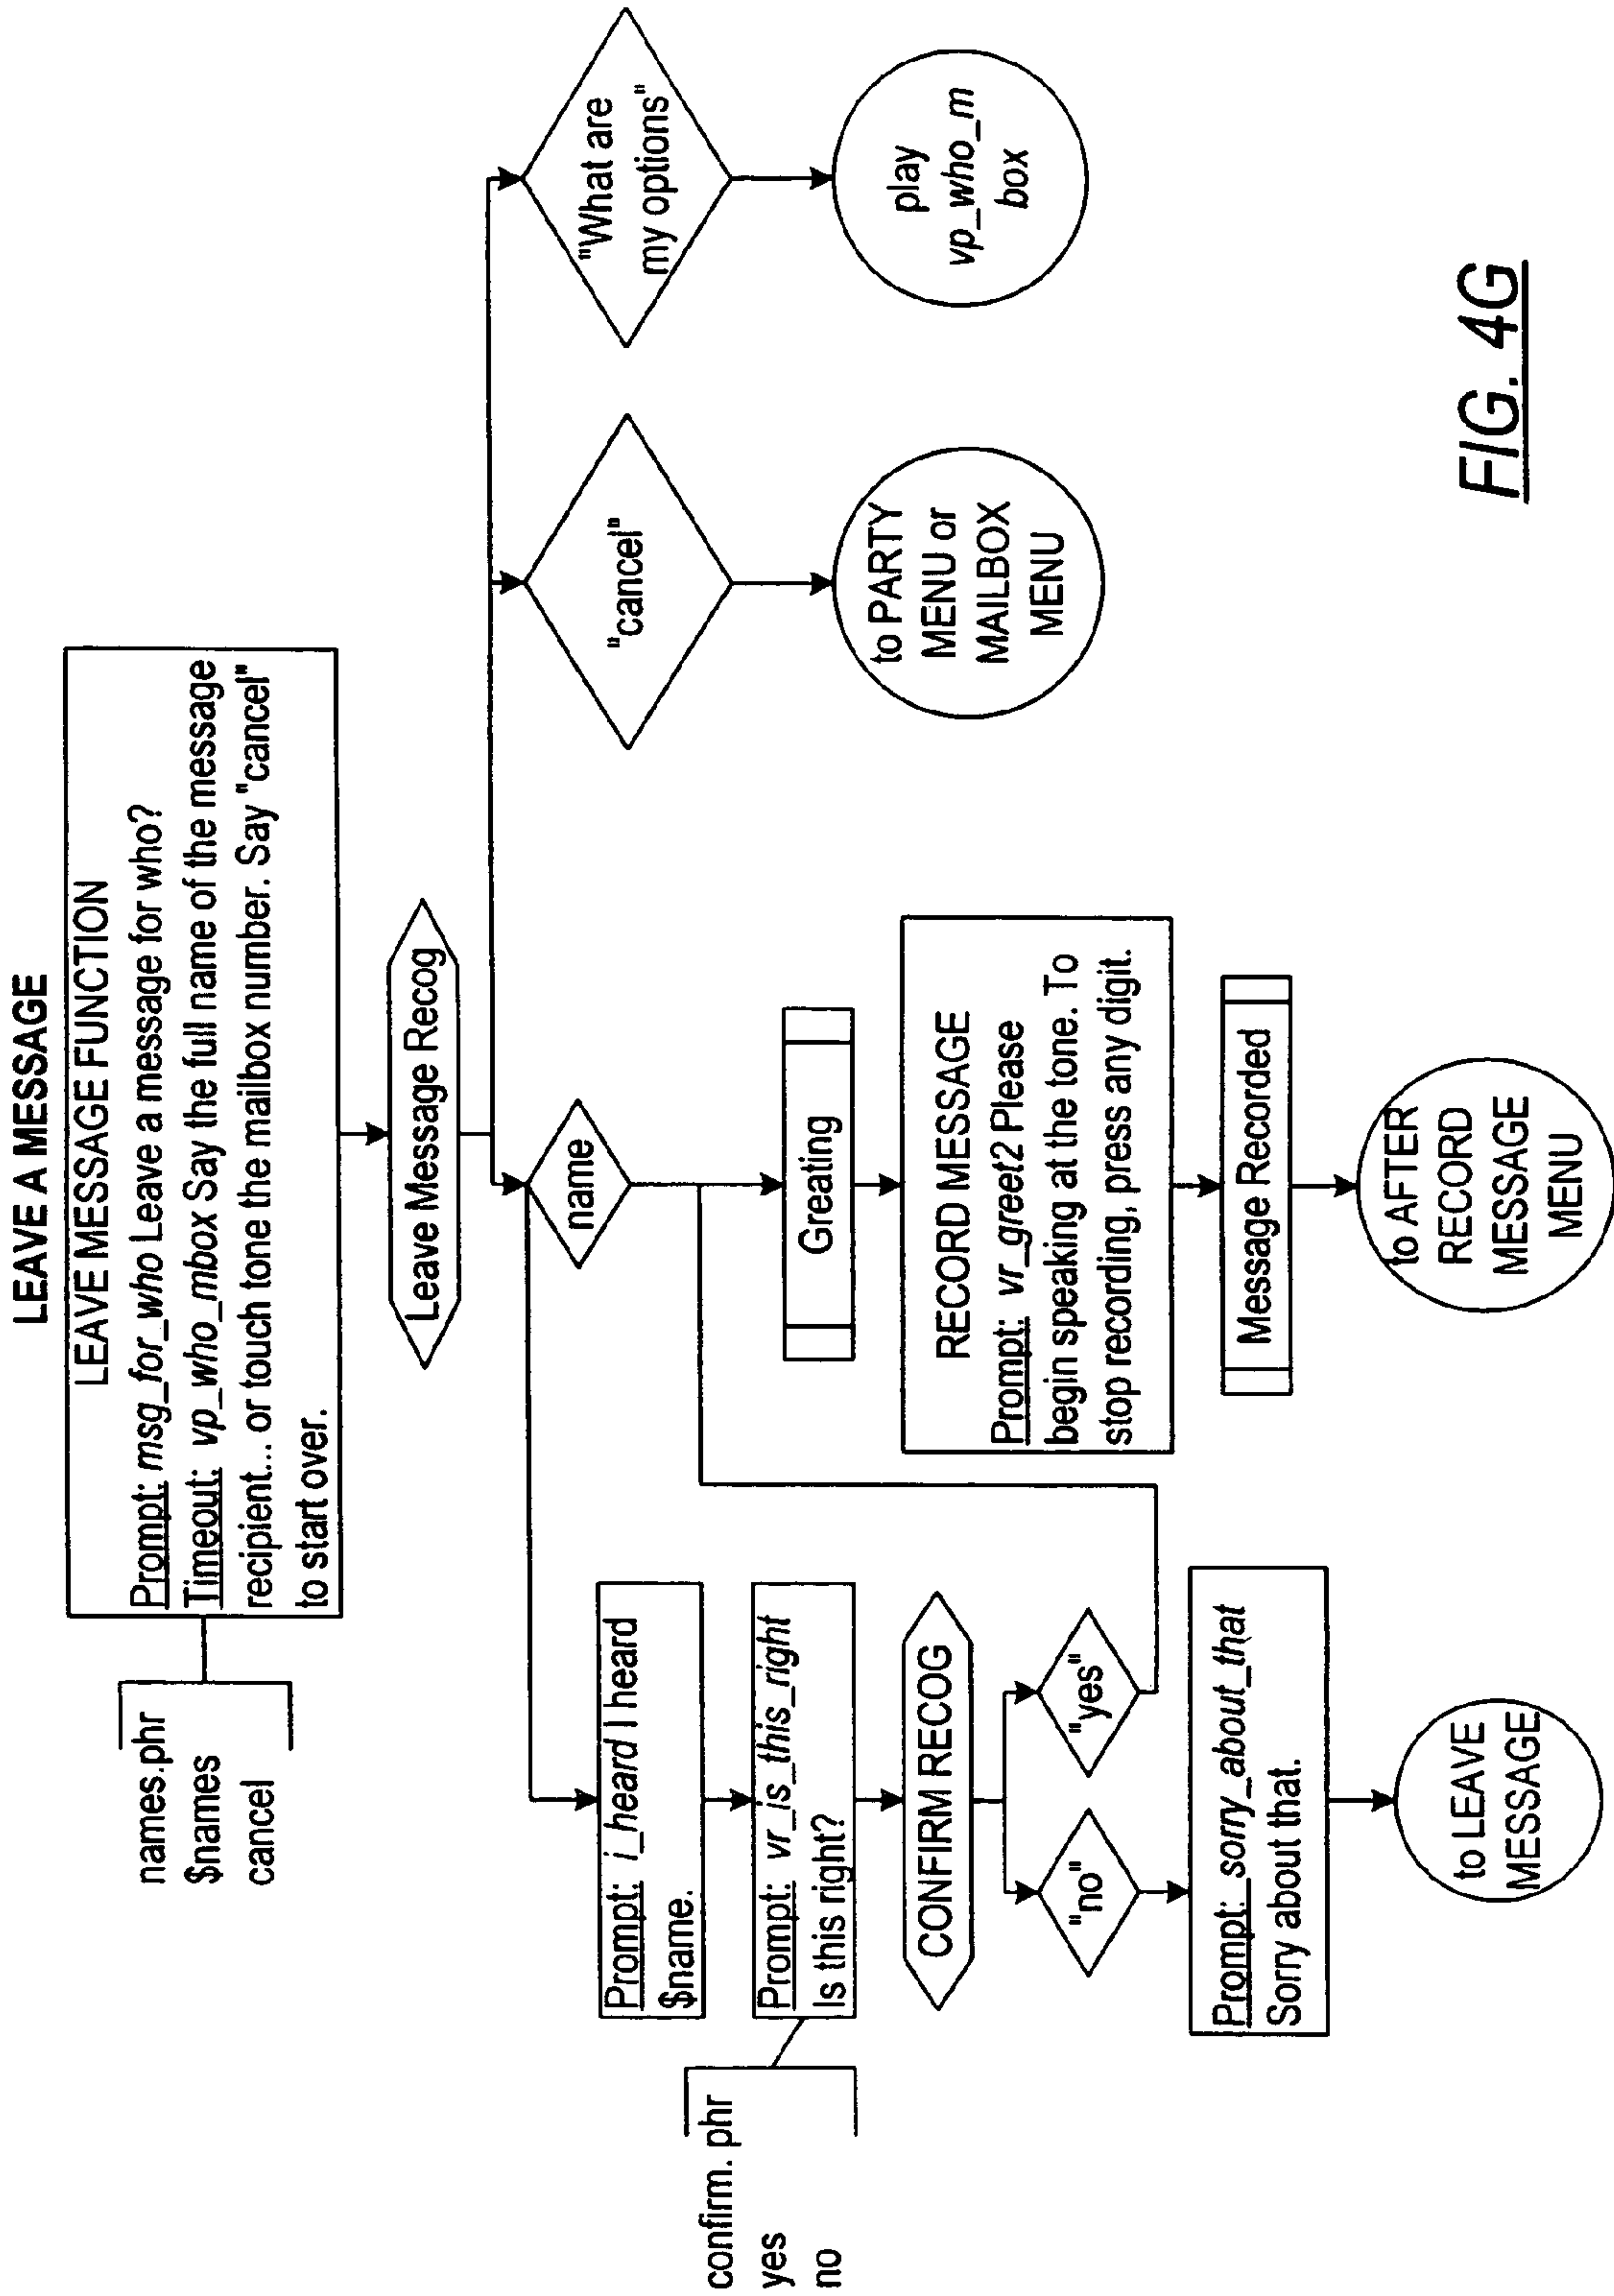 LEAVE A MESSAGE
names.phr
$names
cancel
LEAVE MESSAGE FUNCTION
Prompt: msg_for_who Leave a message for who?
Timeout: vp_who_mbox Say the full name of the message
recipient... or touch tone the mailbox number. Say "cancel"
to start over.
Leave Message Recog
name
"cancel"
"What are
my options"
Prompt: i_heard I heard
$name.
confirm. phr
yes
no
Prompt: vr_is_this_right
Is this right?
CONFIRM RECOG
"no"
"yes"
Prompt: sorry_about_that
Sorry about that.
to LEAVE
MESSAGE
Greating
RECORD MESSAGE
Prompt: vr_greet2 Please
begin speaking at the tone. To
stop recording, press any digit.
Message Recorded
to AFTER
RECORD
MESSAGE
MENU
to PARTY
MENU or
MAILBOX
MENU
play
vp_who_m
box
FIG. 4G